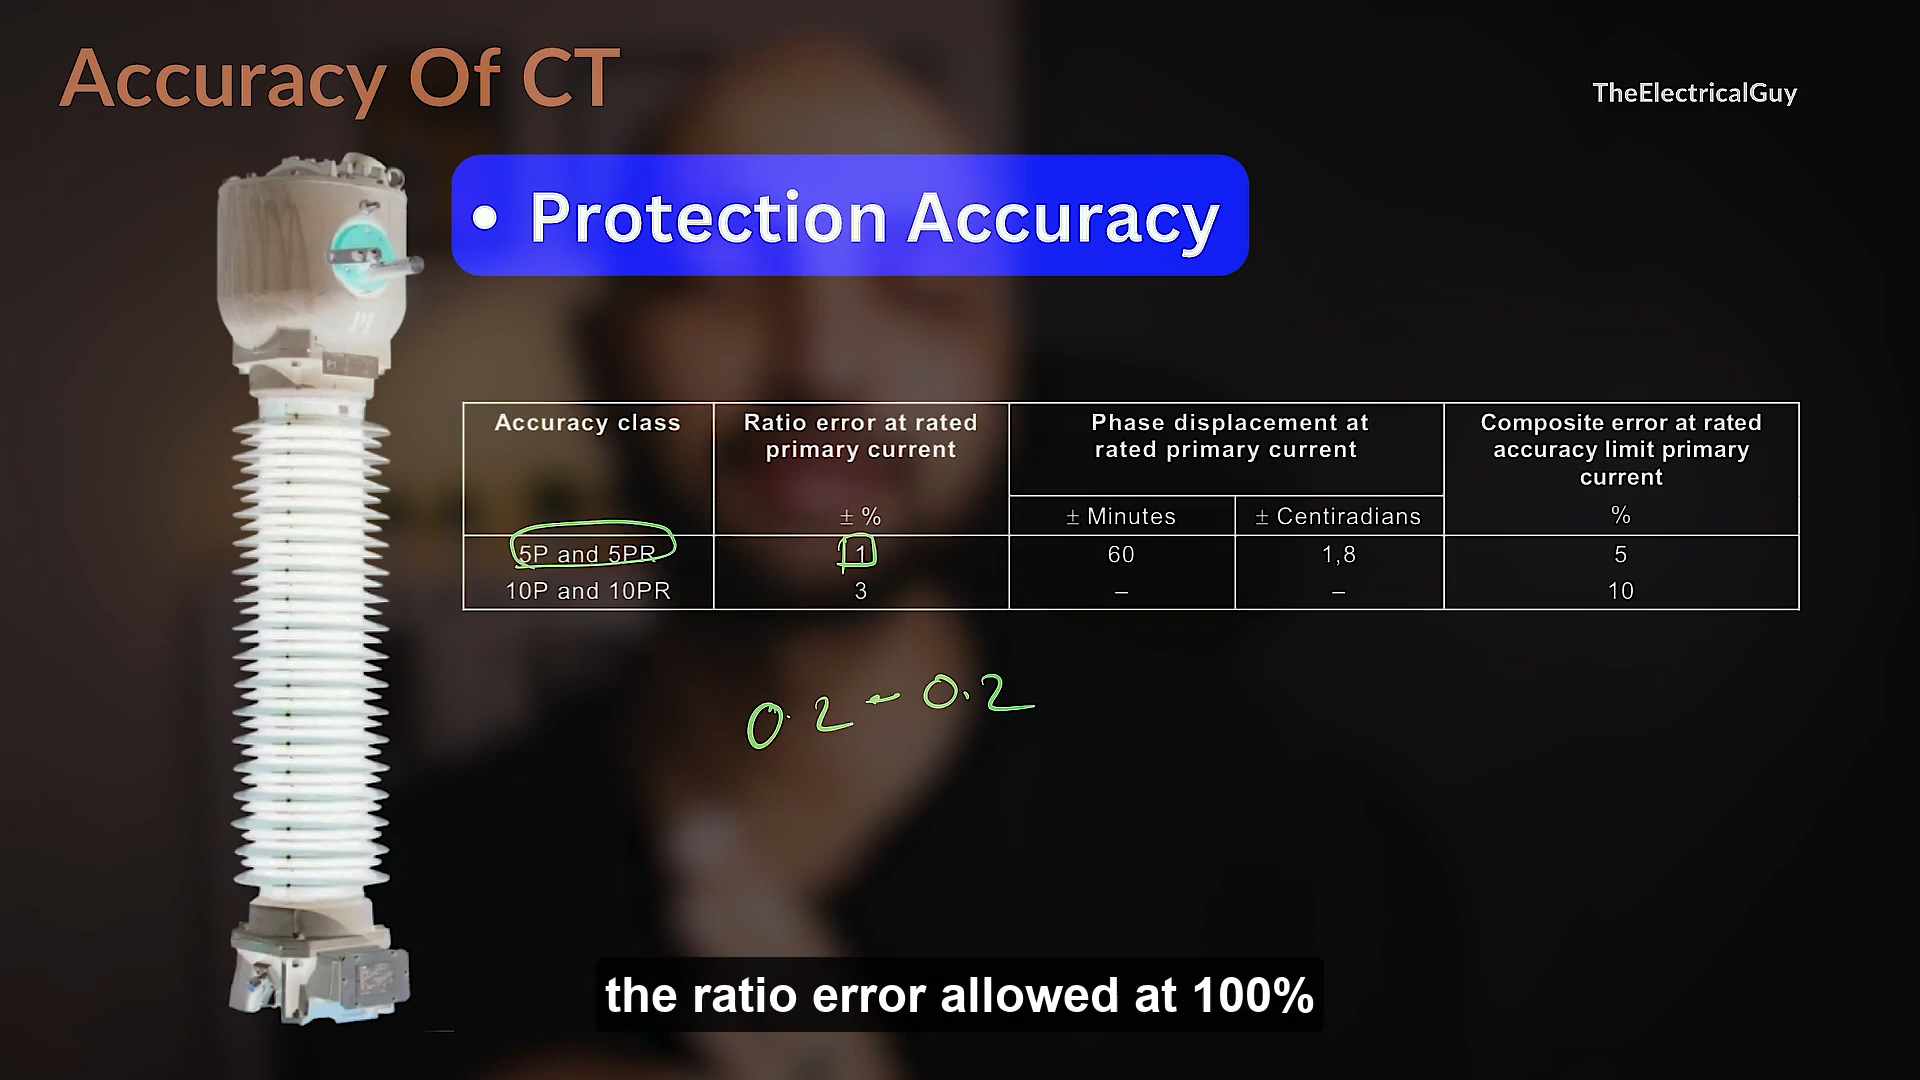 Accuracy Of CT
TheElectricalGuy
• Protection Accuracy
Accuracy class
Ratio error at rated
primary current
± %
Phase displacement at
rated primary current
± Minutes
± Centiradians
Composite error at rated
accuracy limit primary
current
%
5P and 5PR
1
60
1,8
5
10P and 10PR
3
–
–
10
0.2 - 0.2
the ratio error allowed at 100%